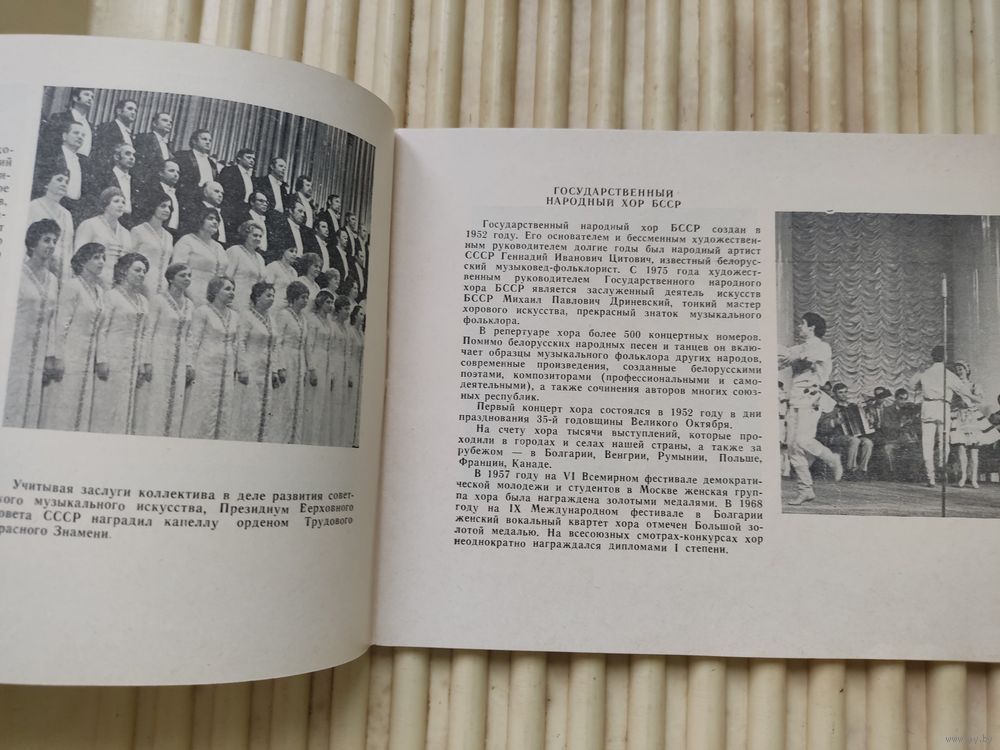 до-
кий
ин-
ое
в,
т
о
Учитывая заслуги коллектива в деле развития совет-
кого музыкального искусства, Президиум Еерховного
овета СССР наградил капеллу орденом Трудового
расного Знамени.
ГОСУДАРСТВЕННЫЙ
НАРОДНЫЙ ХОР БССР
Государственный народный хор БССР создан в
1952 году. Его основателем и бессменным художествен-
ным руководителем долгие годы был народный артист
СССР Геннадий Иванович Цитович, известный белорус-
ский музыковед-фольклорист. С 1975 года художест-
венным руководителем Государственного народного
хора БССР является заслуженный деятель искусств
БССР Михаил Павлович Дриневский, тонкий мастер
хорового искусства, прекрасный знаток музыкального
фольклора.
В репертуаре хора более 500 концертных номеров.
Помимо белорусских народных песен и танцев он вклю-
чает образцы музыкального фольклора других народов,
современные произведения, созданные белорусскими
поэтами, композиторами (профессиональными и само-
деятельными), а также сочинения авторов многих союз-
ных республик.
Первый концерт хора состоялся в 1952 году в дни
празднования 35-й годовщины Великого Октября.
На счету хора тысячи выступлений, которые про-
ходили в городах и селах нашей страны, а также за
рубежом — в Болгарии, Венгрии, Румынии, Польше,
Франции, Канаде.
В 1957 году на VI Всемирном фестивале демократи-
ческой молодежи и студентов в Москве женская груп-
па хора была награждена золотыми медалями. В 1968
году на IX Международном фестивале в Болгарии
женский вокальный квартет хора отмечен Большой зо-
лотой медалью. На всесоюзных смотрах-конкурсах хор
неоднократно награждался дипломами I степени.
www.ay.by